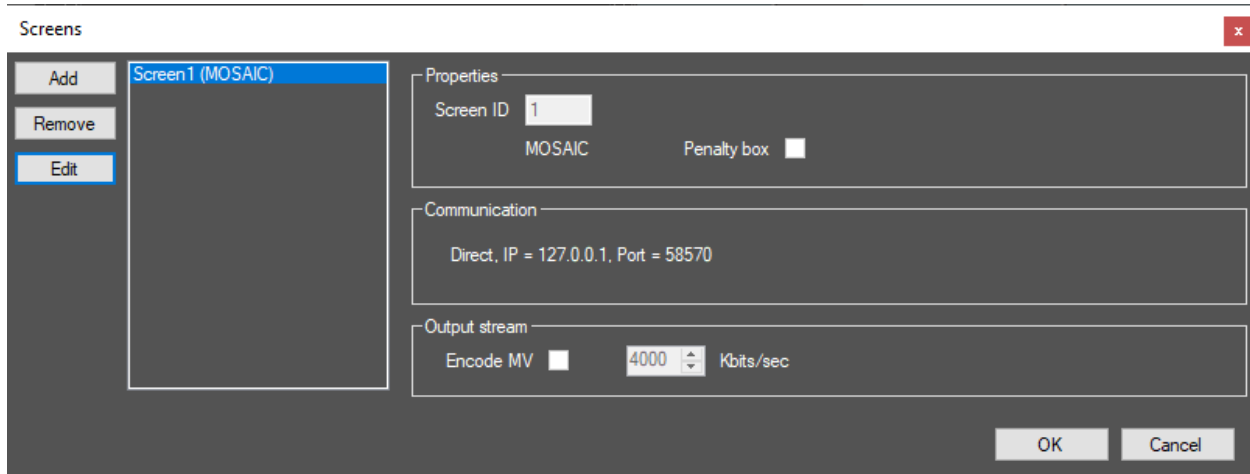 Screens
x
Add
Remove
Edit
Screen1 (MOSAIC)
Properties
Screen ID 1
MOSAIC Penalty box
Communication
Direct, IP = 127.0.0.1, Port = 58570
Output stream
Encode MV 4000 Kbits/sec
OK Cancel